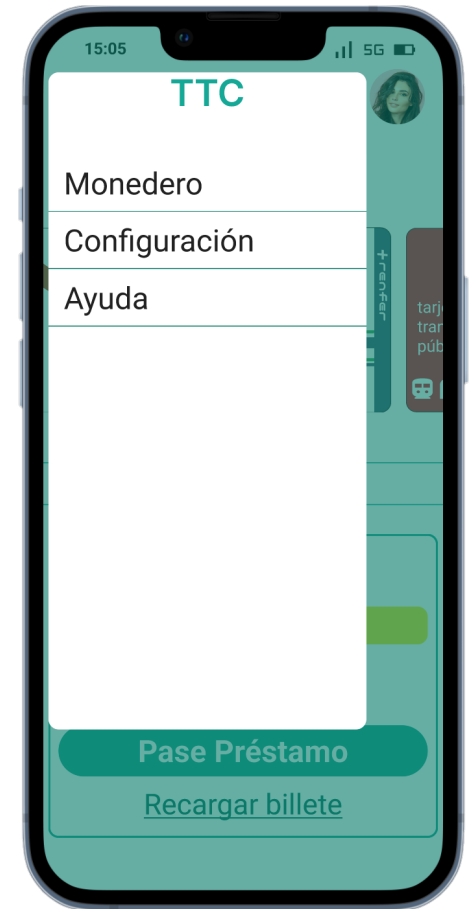 15:05
5G
TTC
Monedero
Configuración
Ayuda
Pase Préstamo
Recargar billete